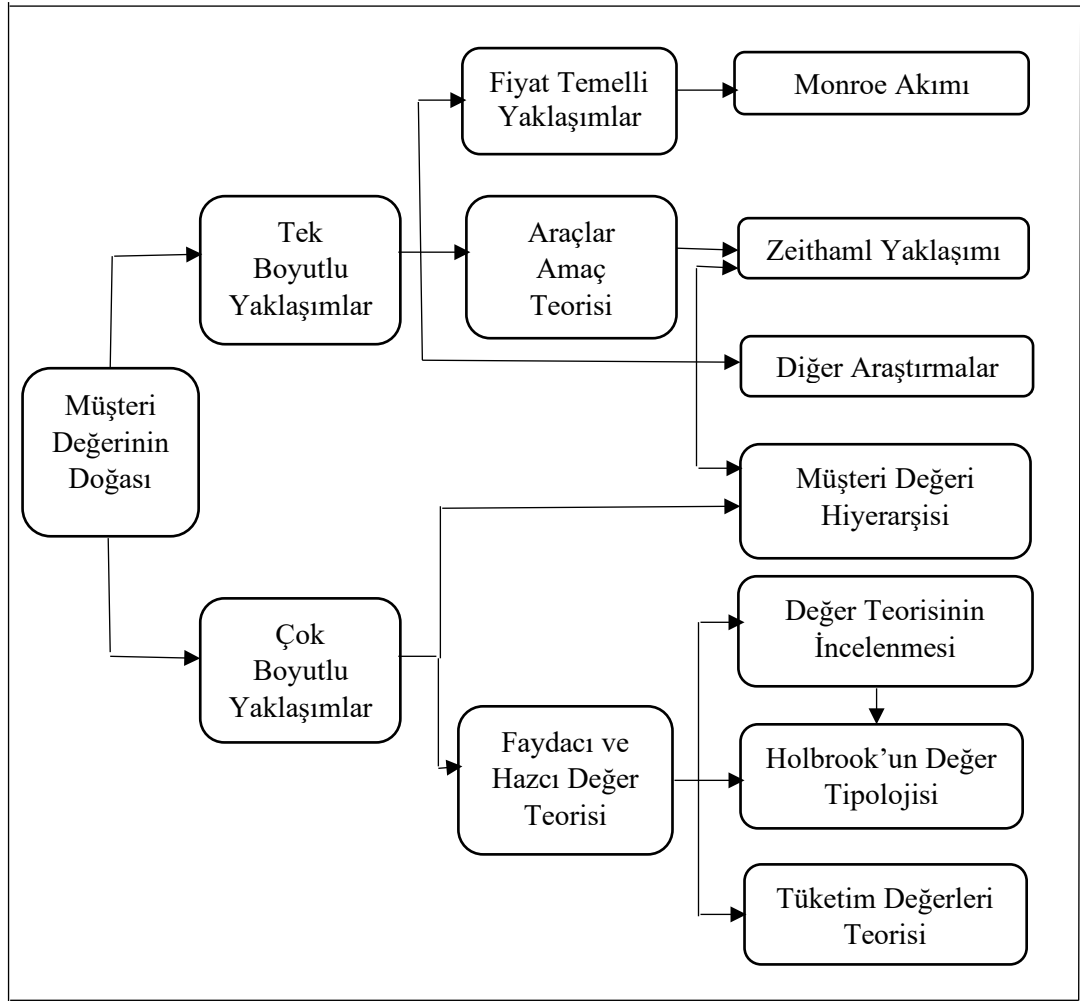 Fiyat Temelli
Yaklaşımlar
Monroe Akımı
Tek
Boyutlu
Yaklaşımlar
Araçlar
Amaç
Teorisi
Zeithaml Yaklaşımı
Diğer Araştırmalar
Müşteri
Değerinin
Doğası
Müşteri Değeri
Hiyerarşisi
Çok
Boyutlu
Yaklaşımlar
Değer Teorisinin
İncelenmesi
Faydacı ve
Hazcı Değer
Teorisi
Holbrook’un Değer
Tipolojisi
Tüketim Değerleri
Teorisi